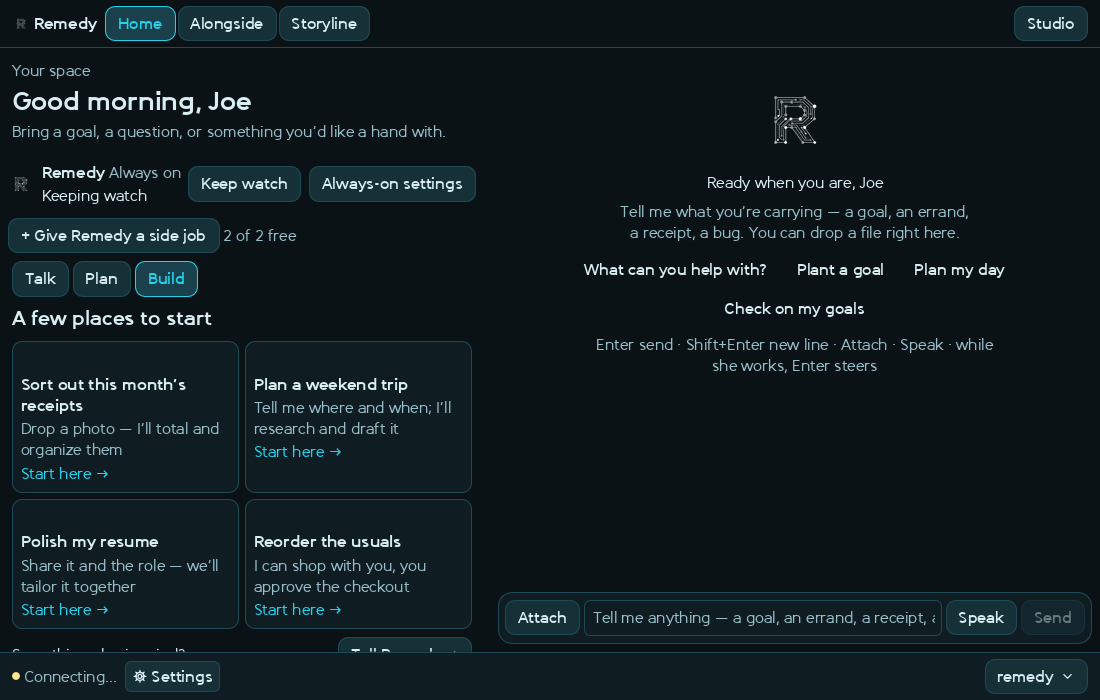 Remedy Home Alongside Storyline Studio
Your space
Good morning, Joe
Bring a goal, a question, or something you'd like a hand with.
Remedy Always on
Keeping watch
Keep watch Always-on settings
+ Give Remedy a side job 2 of 2 free
Talk Plan Build
A few places to start
Sort out this month's
receipts
Drop a photo — I'll total and
organize them
Start here →
Plan a weekend trip
Tell me where and when; I'll
research and draft it
Start here →
Polish my resume
Share it and the role — we'll
tailor it together
Start here →
Reorder the usuals
I can shop with you, you
approve the checkout
Start here →
Ready when you are, Joe
Tell me what you're carrying — a goal, an errand,
a receipt, a bug. You can drop a file right here.
What can you help with? Plant a goal Plan my day
Check on my goals
Enter send · Shift+Enter new line · Attach · Speak · while
she works, Enter steers
Attach Tell me anything — a goal, an errand, a receipt, Speak Send
Connecting... Settings remedy